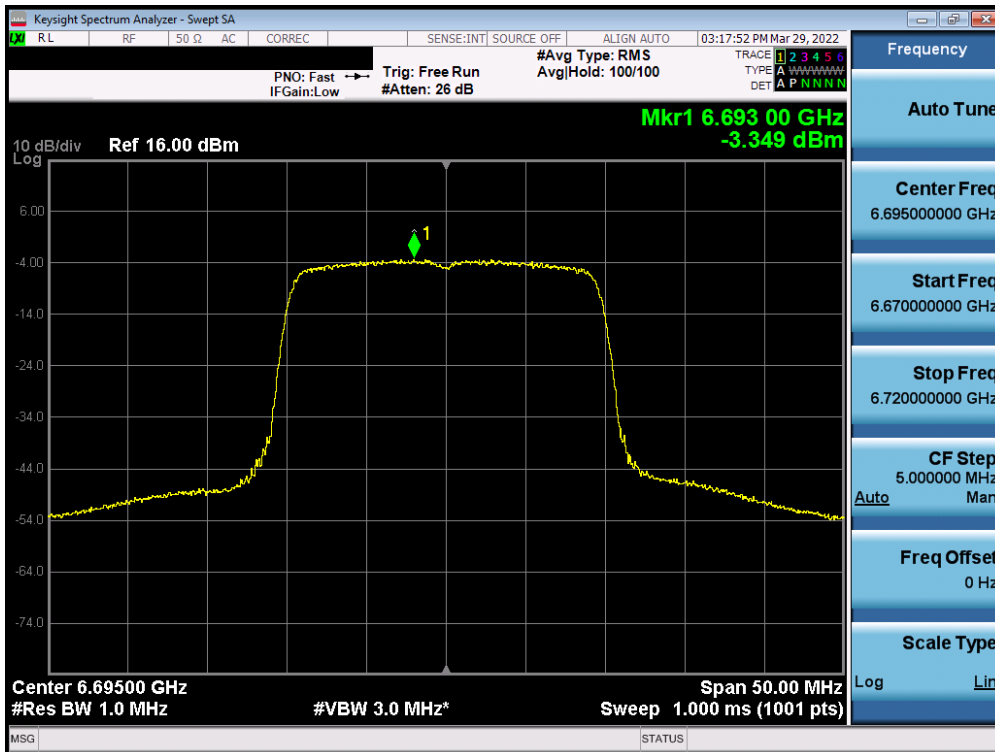 Keysight Spectrum Analyzer - Swept SA
LXI RL RF 50 Ω AC CORREC SENSE:INT SOURCE OFF ALIGN AUTO 03:17:52 PM Mar 29, 2022
PNO: Fast
IFGain:Low
Trig: Free Run
#Atten: 26 dB
#Avg Type: RMS
Avg|Hold: 100/100
TRACE 1 2 3 4 5 6
TYPE A WWWWW
DET A P N N N N
Mkr1 6.693 00 GHz
-3.349 dBm
10 dB/div Ref 16.00 dBm
Log
1
6.00
-4.00
-14.0
-24.0
-34.0
-44.0
-54.0
-64.0
-74.0
Center 6.69500 GHz Span 50.00 MHz
#Res BW 1.0 MHz #VBW 3.0 MHz* Sweep 1.000 ms (1001 pts)
MSG STATUS
Frequency
Auto Tune
Center Freq
6.695000000 GHz
Start Freq
6.670000000 GHz
Stop Freq
6.720000000 GHz
CF Step
5.000000 MHz
Auto Man
Freq Offset
0 Hz
Scale Type
Log Lin